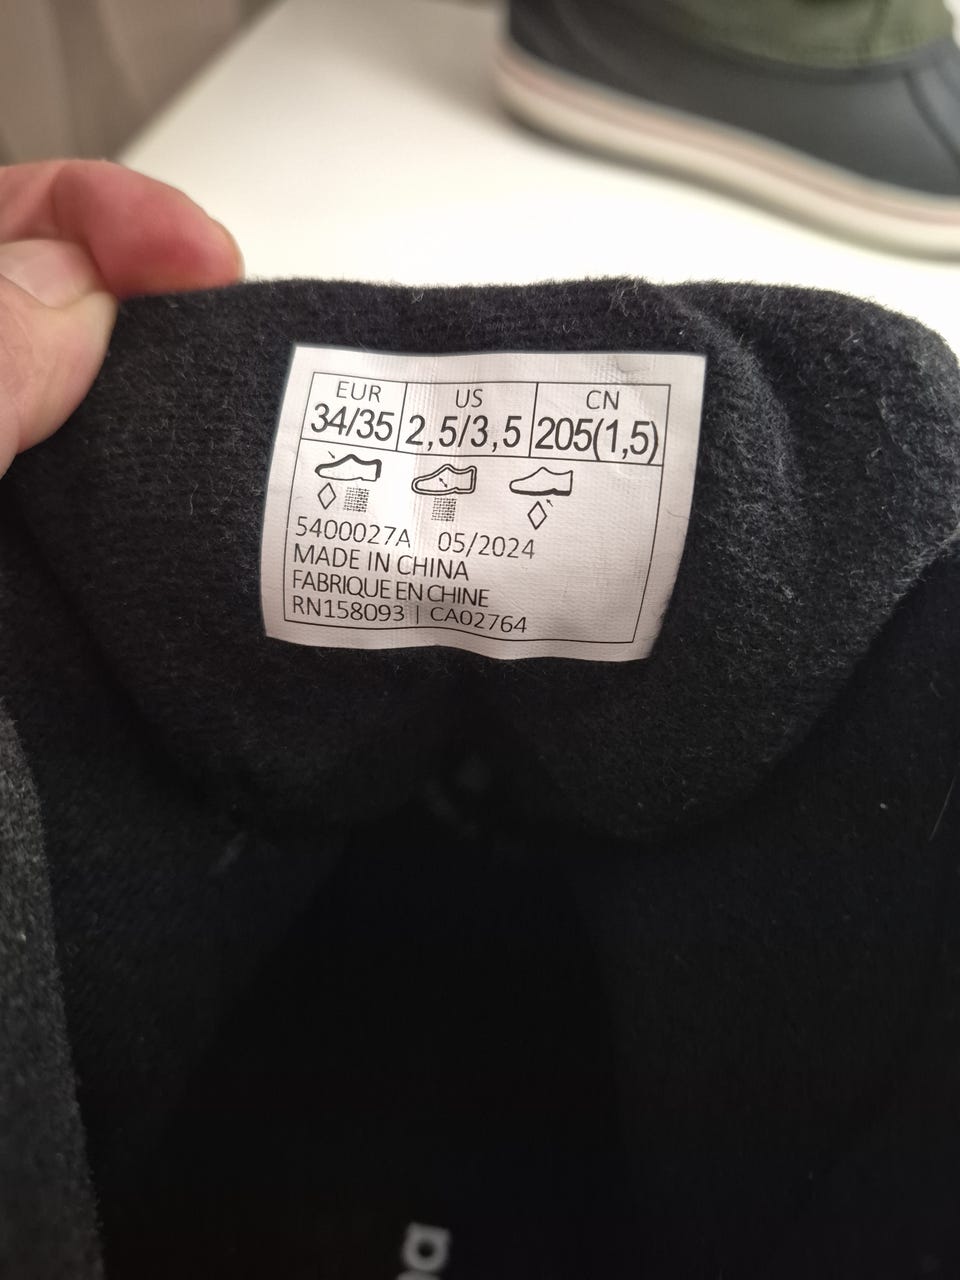 EUR US CN
34/35 2,5/3,5 205(1,5)
5400027A 05/2024
MADE IN CHINA
FABRIQUE EN CHINE
RN158093 | CA02764